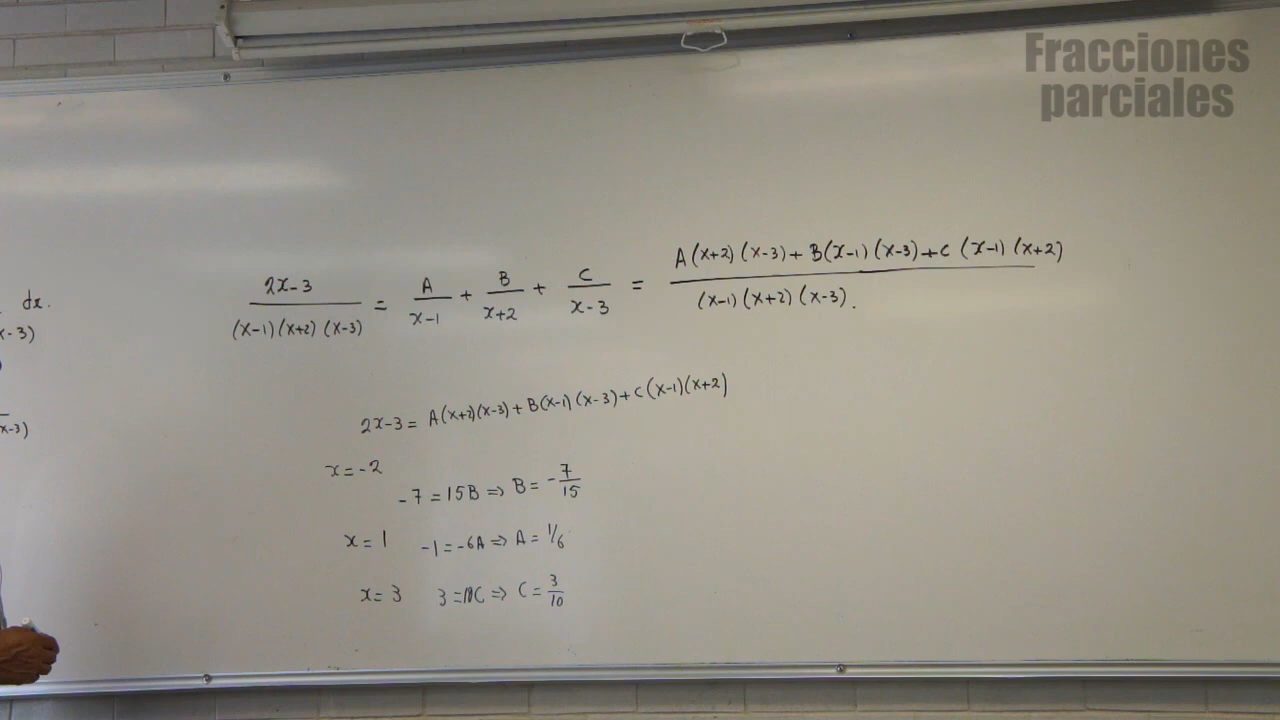 Fracciones
parciales
dx.
x-3)
x-3)
2x-3 / (x-1)(x+2)(x-3) = A / x-1 + B / x+2 + C / x-3 = A(x+2)(x-3)+B(x-1)(x-3)+C(x-1)(x+2) / (x-1)(x+2)(x-3).
2x-3= A(x+2)(x-3)+B(x-1)(x-3)+C(x-1)(x+2)
x=-2
-7=15B ⇒ B= -7/15
x=1 -1=-6A ⇒ A=1/6
x=3 3=10C ⇒ C=3/10